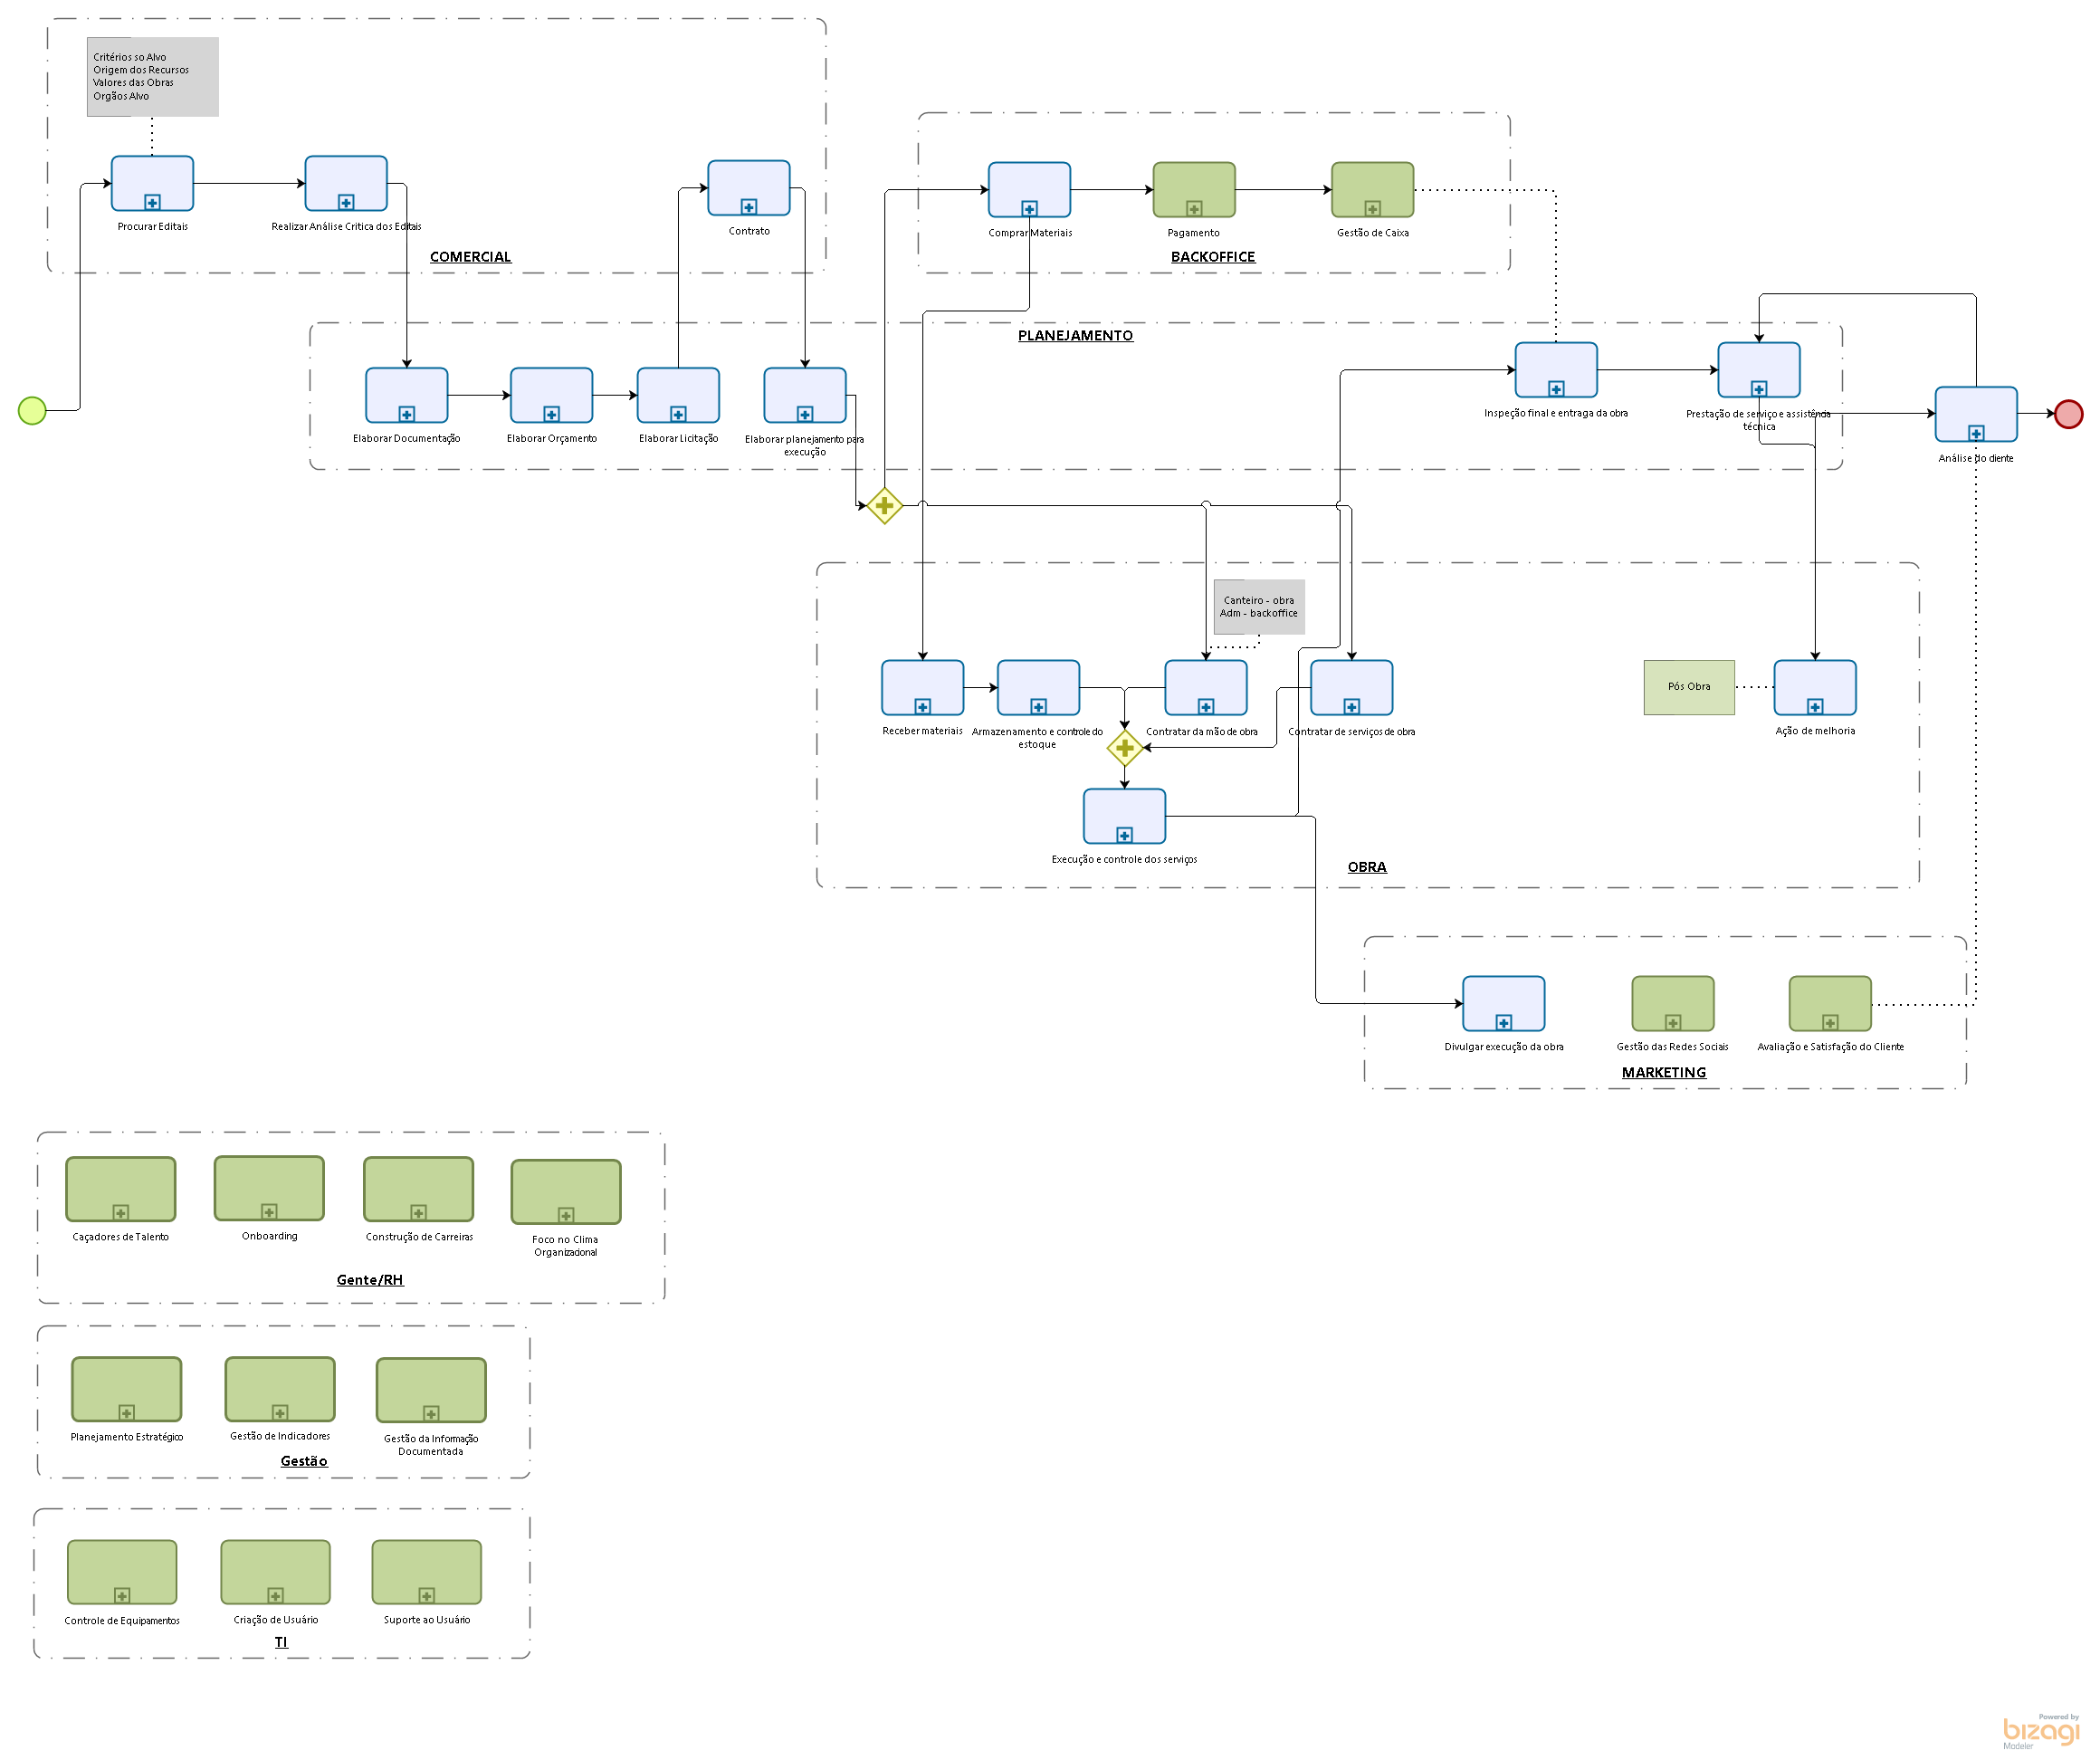 Critérios so Alvo
Origem dos Recursos
Valores das Obras
Orgãos Alvo
Procurar Editais
Realizar Análise Critica dos Editais
Contrato
COMERCIAL
Comprar Materiais
Pagamento
Gestão de Caixa
BACKOFFICE
PLANEJAMENTO
Elaborar Documentação
Elaborar Orçamento
Elaborar Licitação
Elaborar planejamento para
execução
Inspeção final e entraga da obra
Prestação de serviço e assistência
técnica
Análise do cliente
Canteiro - obra
Adm - backoffice
Receber materiais
Armazenamento e controle do
estoque
Contratar da mão de obra
Contratar de serviços de obra
Pós Obra
Ação de melhoria
Execução e controle dos serviços
OBRA
Divulgar execução da obra
Gestão das Redes Sociais
Avaliação e Satisfação do Cliente
MARKETING
Caçadores de Talento
Onboarding
Construção de Carreiras
Foco no Clima
Organizacional
Gente/RH
Planejamento Estratégico
Gestão de Indicadores
Gestão da Informação
Documentada
Gestão
Controle de Equipamentos
Criação de Usuário
Suporte ao Usuário
TI
Powered by
bizagi
Modeler